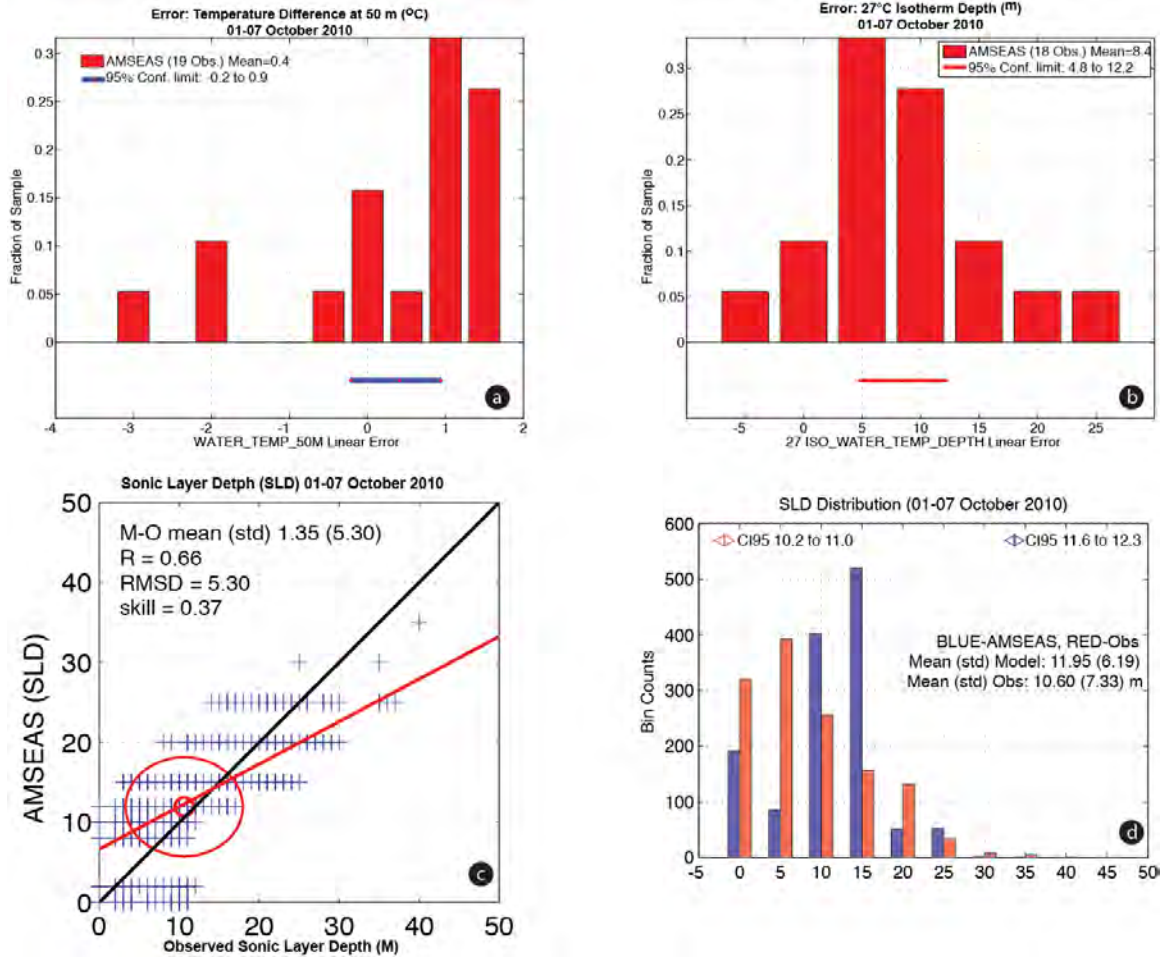 Error: Temperature Difference at 50 m (°C)
01-07 October 2010
AMSEAS (19 Obs.) Mean=0.4
95% Conf. limit: -0.2 to 0.9
Fraction of Sample
0.3
0.25
0.2
0.15
0.1
0.05
0
a
-4 -3 -2 -1 0 1 2
WATER_TEMP_50M Linear Error
Error: 27°C Isotherm Depth (m)
01-07 October 2010
AMSEAS (18 Obs.) Mean=8.4
95% Conf. limit: 4.8 to 12.2
Fraction of Sample
0.3
0.25
0.2
0.15
0.1
0.05
0
b
-5 0 5 10 15 20 25
27 ISO_WATER_TEMP_DEPTH Linear Error
Sonic Layer Detpth (SLD) 01-07 October 2010
M-O mean (std) 1.35 (5.30)
R = 0.66
RMSD = 5.30
skill = 0.37
AMSEAS (SLD)
50
40
30
20
10
0
c
0 10 20 30 40 50
Observed Sonic Layer Depth (M)
SLD Distribution (01-07 October 2010)
CI95 10.2 to 11.0
CI95 11.6 to 12.3
BLUE-AMSEAS, RED-Obs
Mean (std) Model: 11.95 (6.19)
Mean (std) Obs: 10.60 (7.33) m
Bin Counts
600
500
400
300
200
100
0
d
-5 0 5 10 15 20 25 30 35 40 45 50